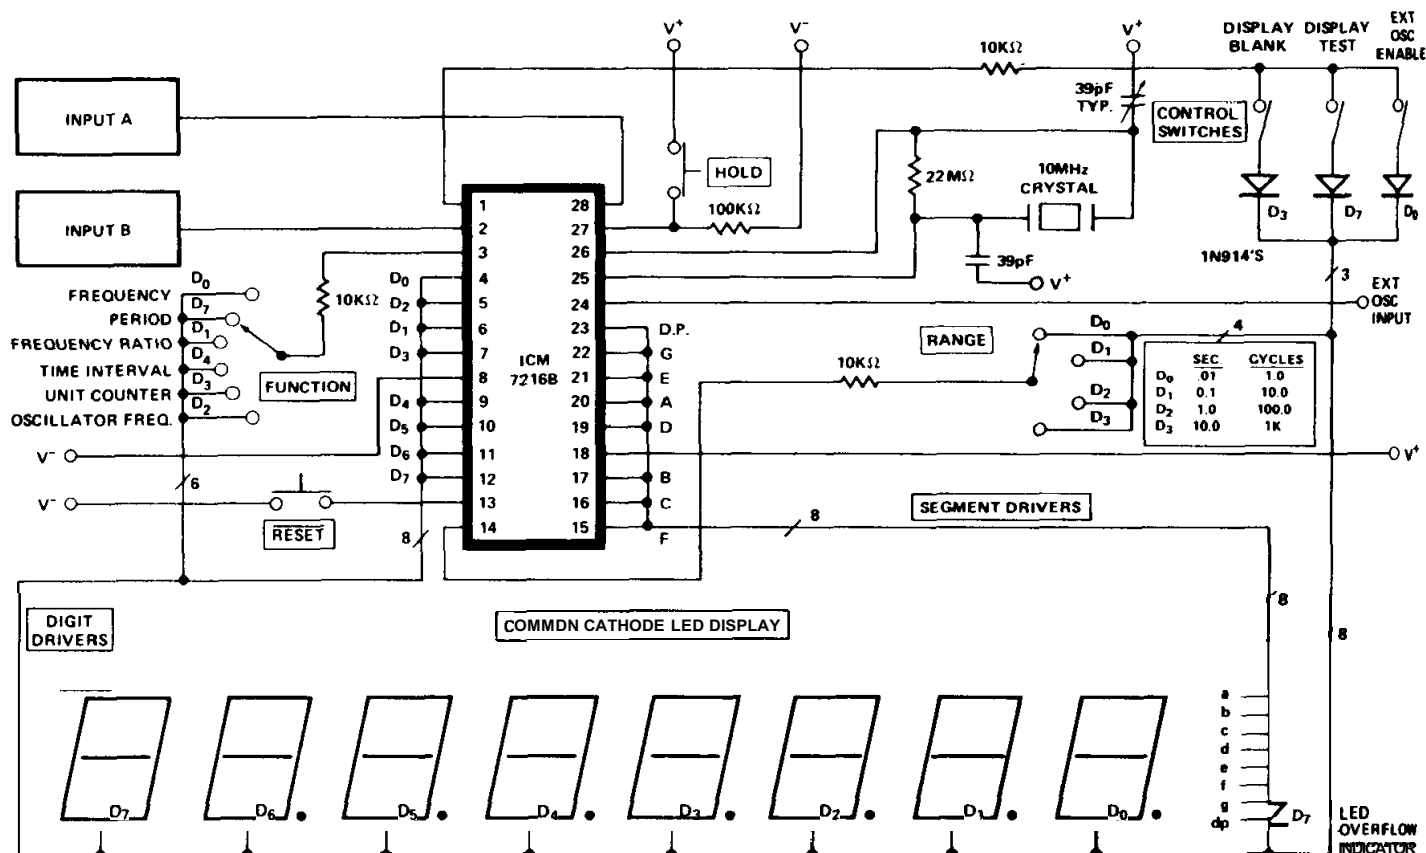 V+
V−
V+
DISPLAY BLANK
DISPLAY TEST
EXT OSC ENABLE
10KΩ
39pF TYP.
CONTROL SWITCHES
INPUT A
HOLD
22MΩ
10MHz CRYSTAL
D3
D7
D0
1N914'S
3
INPUT B
100KΩ
39pF
V+
EXT OSC INPUT
1
2
3
4
5
6
7
8
9
10
11
12
13
14
28
27
26
25
24
23
22
21
20
19
18
17
16
15
ICM
7216B
D0
D2
D1
D3
D4
D5
D6
D7
8
D.P.
G
E
A
D
B
C
F
FREQUENCY D0
PERIOD D7
FREQUENCY RATIO D1
TIME INTERVAL D4
UNIT COUNTER D3
OSCILLATOR FREQ. D2
10KΩ
FUNCTION
V−
V−
6
RESET
RANGE
10KΩ
D0
D1
D2
D3
4
SEC. CYCLES
D0 .01 1.0
D1 0.1 10.0
D2 1.0 100.0
D3 10.0 1K
V+
8
SEGMENT DRIVERS
8
8
DIGIT DRIVERS
COMMDN CATHODE LED DISPLAY
a
b
c
d
e
f
g
dp
D7
D6
D5
D4
D3
D2
D1
D0
D7
LED OVERFLOW INDICATOR